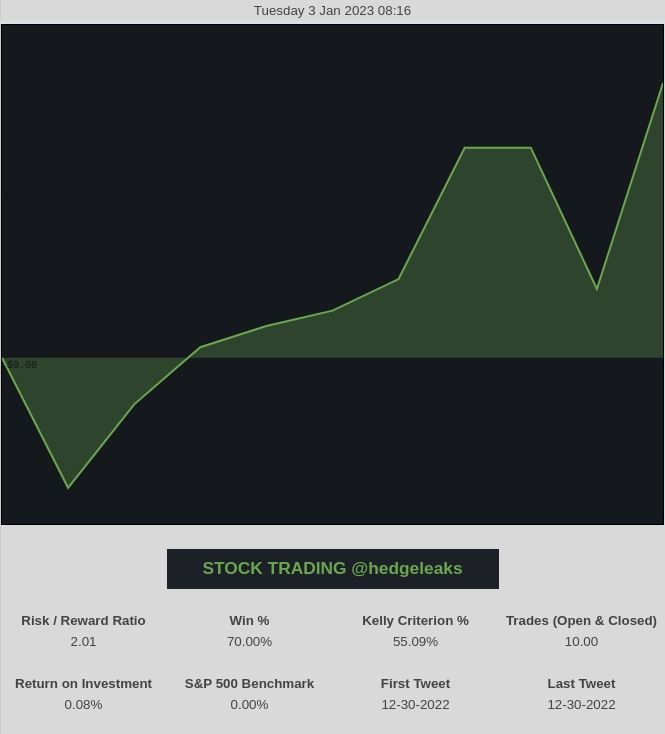 Tuesday 3 Jan 2023 08:16
$0.00
STOCK TRADING @hedgeleaks
Risk / Reward Ratio Win % Kelly Criterion % Trades (Open & Closed)
2.01 70.00% 55.09% 10.00
Return on Investment S&P 500 Benchmark First Tweet Last Tweet
0.08% 0.00% 12-30-2022 12-30-2022